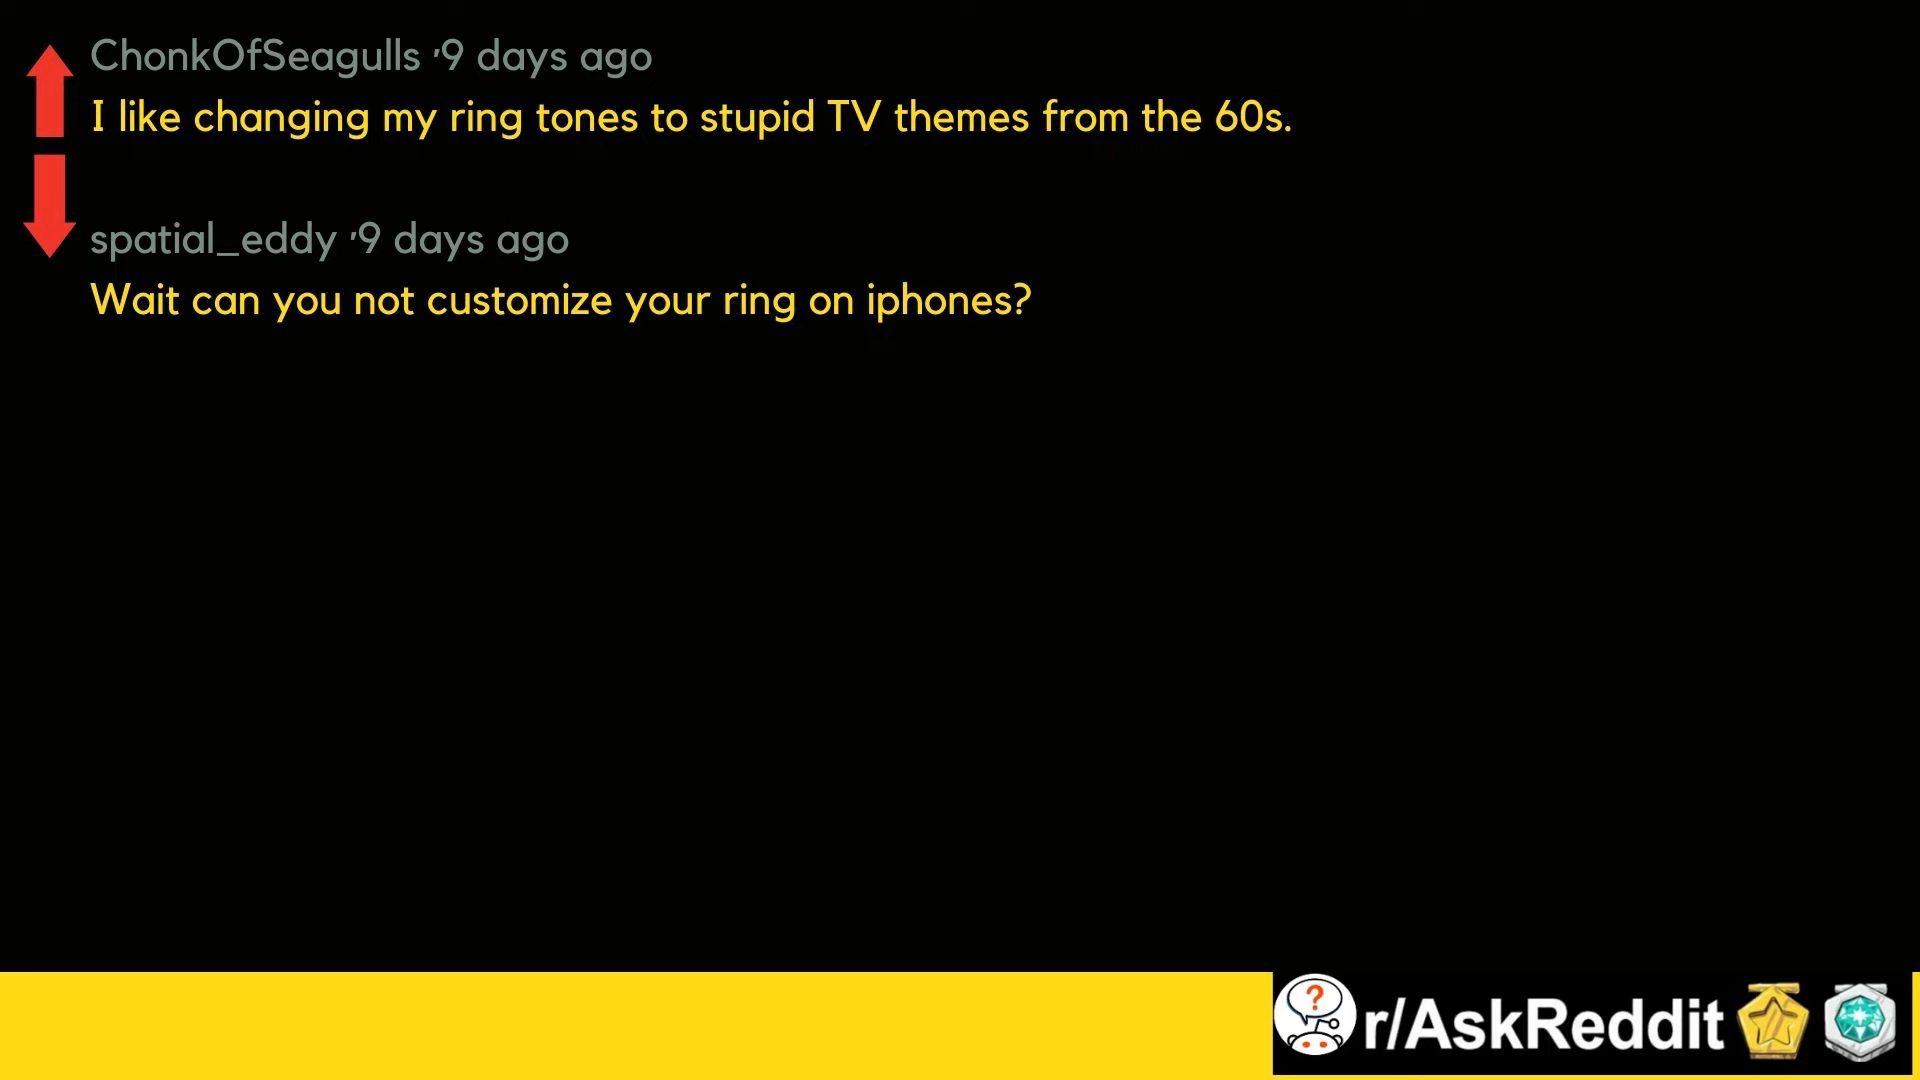 ChonkOfSeagulls ·9 days ago
I like changing my ring tones to stupid TV themes from the 60s.
spatial_eddy ·9 days ago
Wait can you not customize your ring on iphones?
?
r/AskReddit